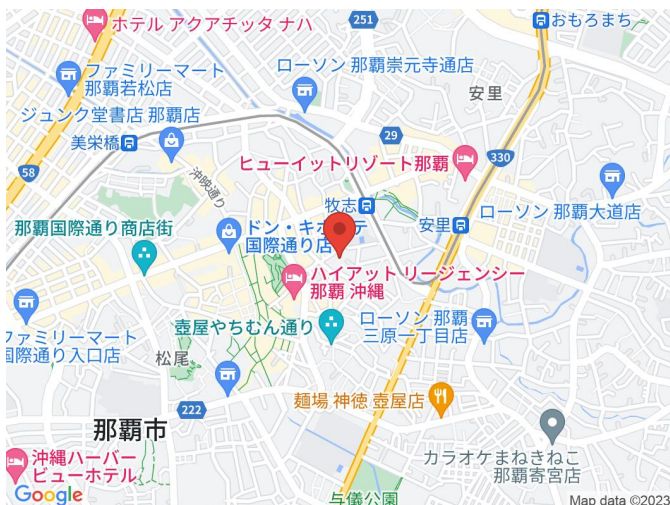 ホテル アクアチッタ ナハ
251
おもろまち
ファミリーマート
那覇若松店
ローソン 那覇崇元寺通店
安里
ジュンク堂書店 那覇店
美栄橋
29
58
沖映通り
ヒューイットリゾート那覇
330
牧志
安里
ローソン 那覇大道店
那覇国際通り商店街
ドン・キホーテ
国際通り店
ハイアット リージェンシー
那覇 沖縄
ファミリーマート
国際通り入口店
壺屋やちむん通り
ローソン 那覇
三原一丁目店
松尾
222
麺場 神徳 壺屋店
那覇市
カラオケまねきねこ
那覇寄宮店
沖縄ハーバー
ビューホテル
与儀公園
Google
Map data ©2023